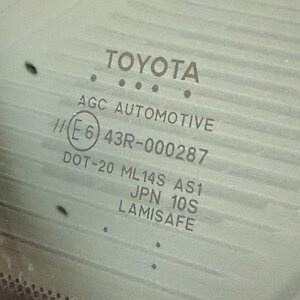 TOYOTA
AGC AUTOMOTIVE
// E6 43R-000287
DOT-20 ML14S AS1
JPN 10S
LAMISAFE